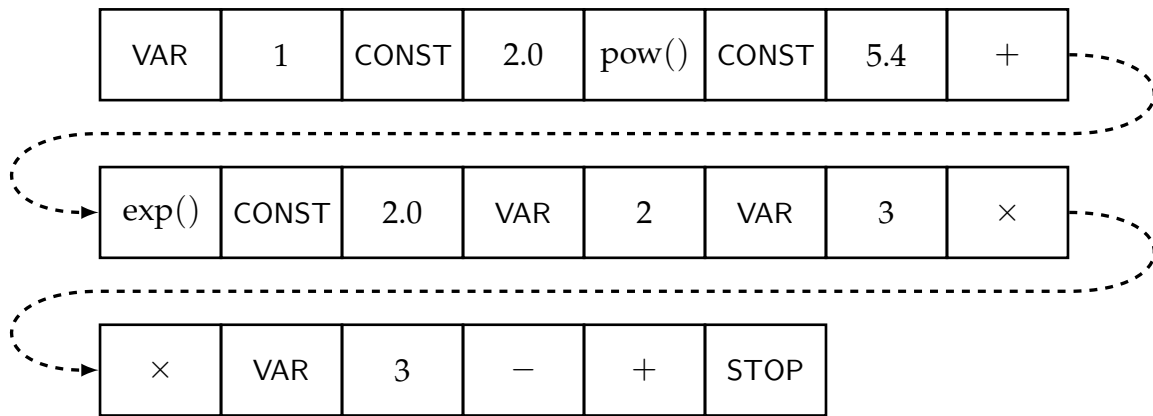 VAR 1 CONST 2.0 pow() CONST 5.4 +
exp() CONST 2.0 VAR 2 VAR 3 ×
× VAR 3 − + STOP